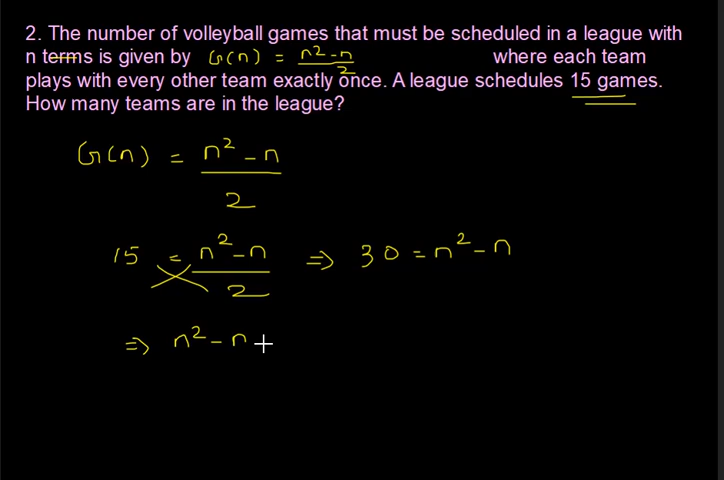 2. The number of volleyball games that must be scheduled in a league with
n terms is given by G(n) = n² - n / 2 where each team
plays with every other team exactly once. A league schedules 15 games.
How many teams are in the league?
G(n) = n² - n / 2
15 = n² - n / 2 ⇒ 30 = n² - n
⇒ n² - n